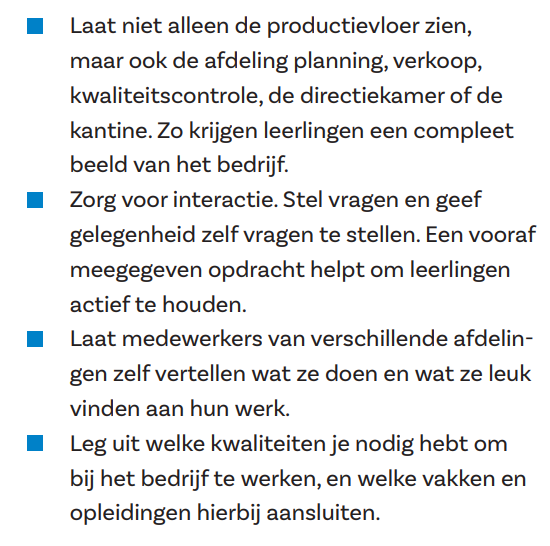 Laat niet alleen de productievloer zien,
maar ook de afdeling planning, verkoop,
kwaliteitscontrole, de directiekamer of de
kantine. Zo krijgen leerlingen een compleet
beeld van het bedrijf.
Zorg voor interactie. Stel vragen en geef
gelegenheid zelf vragen te stellen. Een vooraf
meegegeven opdracht helpt om leerlingen
actief te houden.
Laat medewerkers van verschillende afdelin-
gen zelf vertellen wat ze doen en wat ze leuk
vinden aan hun werk.
Leg uit welke kwaliteiten je nodig hebt om
bij het bedrijf te werken, en welke vakken en
opleidingen hierbij aansluiten.